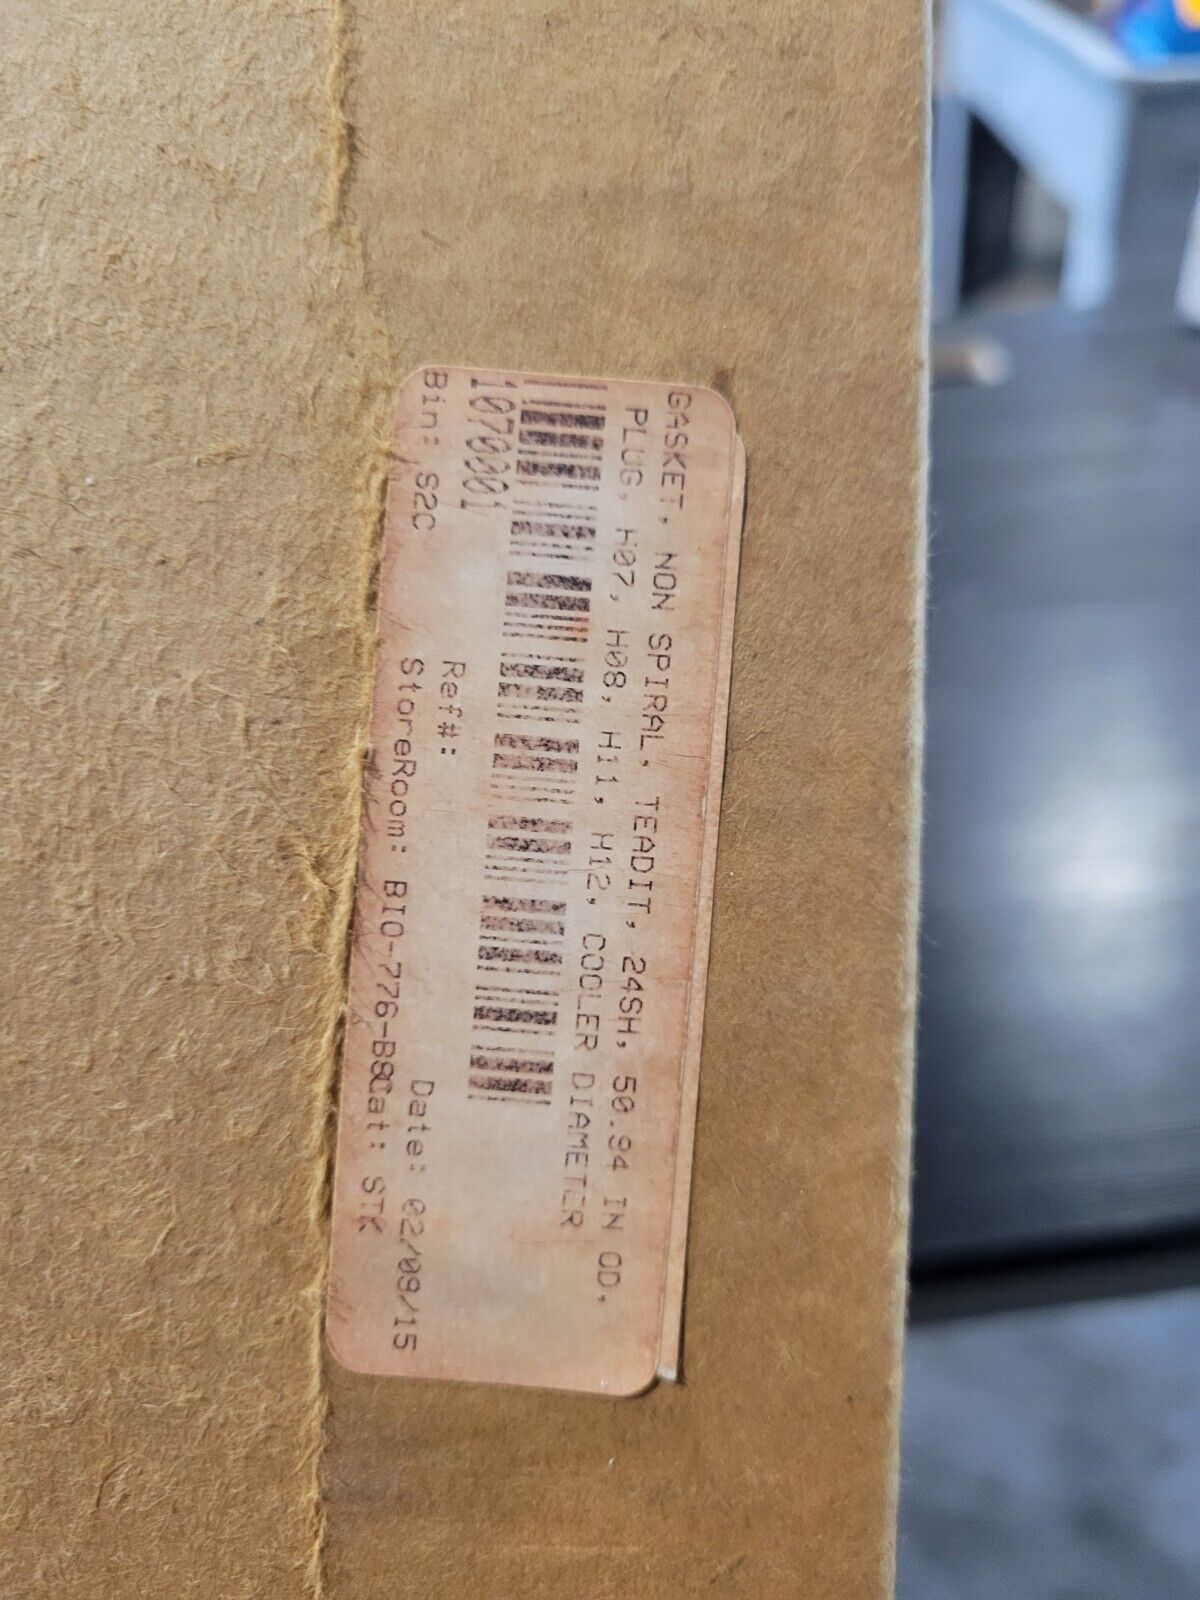 GASKET, NON SPIRAL, TEADIT, 24SH, 50.94 IN OD,
PLUG, H07, H08, H11, H12, COOLER DIAMETER
1070001
Ref#: Date: 02/09/15
Bin: S2C StoreRoom: BIO-776-B8Cat: STK